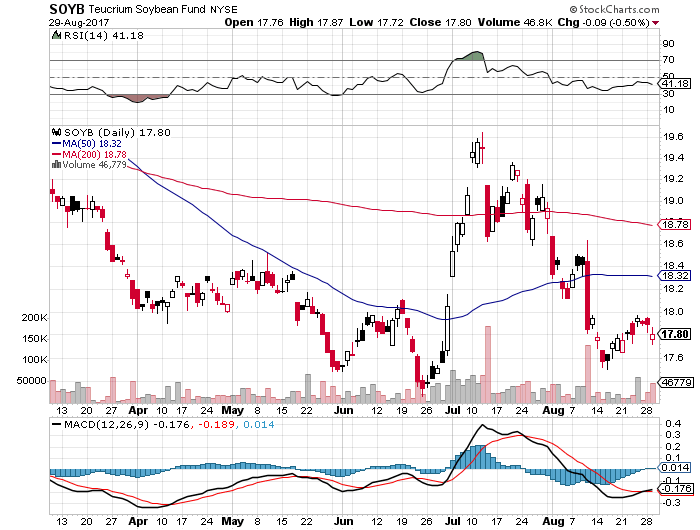 SOYB Teucrium Soybean Fund NYSE © StockCharts.com
29-Aug-2017 Open 17.76 High 17.87 Low 17.72 Close 17.80 Volume 46.8K Chg -0.09 (-0.50%)
RSI(14) 41.18
90
70
50
41.18
30
10
SOYB (Daily) 17.80
MA(50) 18.32
MA(200) 18.78
Volume 46,779
19.6
19.4
19.2
19.0
18.78
18.6
18.4
18.32
18.2
18.0
17.80
17.6
46779
200K
150K
100K
50000
13 20 27 Apr 10 17 24 May 8 15 22 Jun 12 19 26 Jul 10 17 24 Aug 7 14 21 28
MACD(12,26,9) -0.176, -0.189, 0.014
0.4
0.3
0.2
0.1
0.014
-0.176
-0.3
13 20 27 Apr 10 17 24 May 8 15 22 Jun 12 19 26 Jul 10 17 24 Aug 7 14 21 28